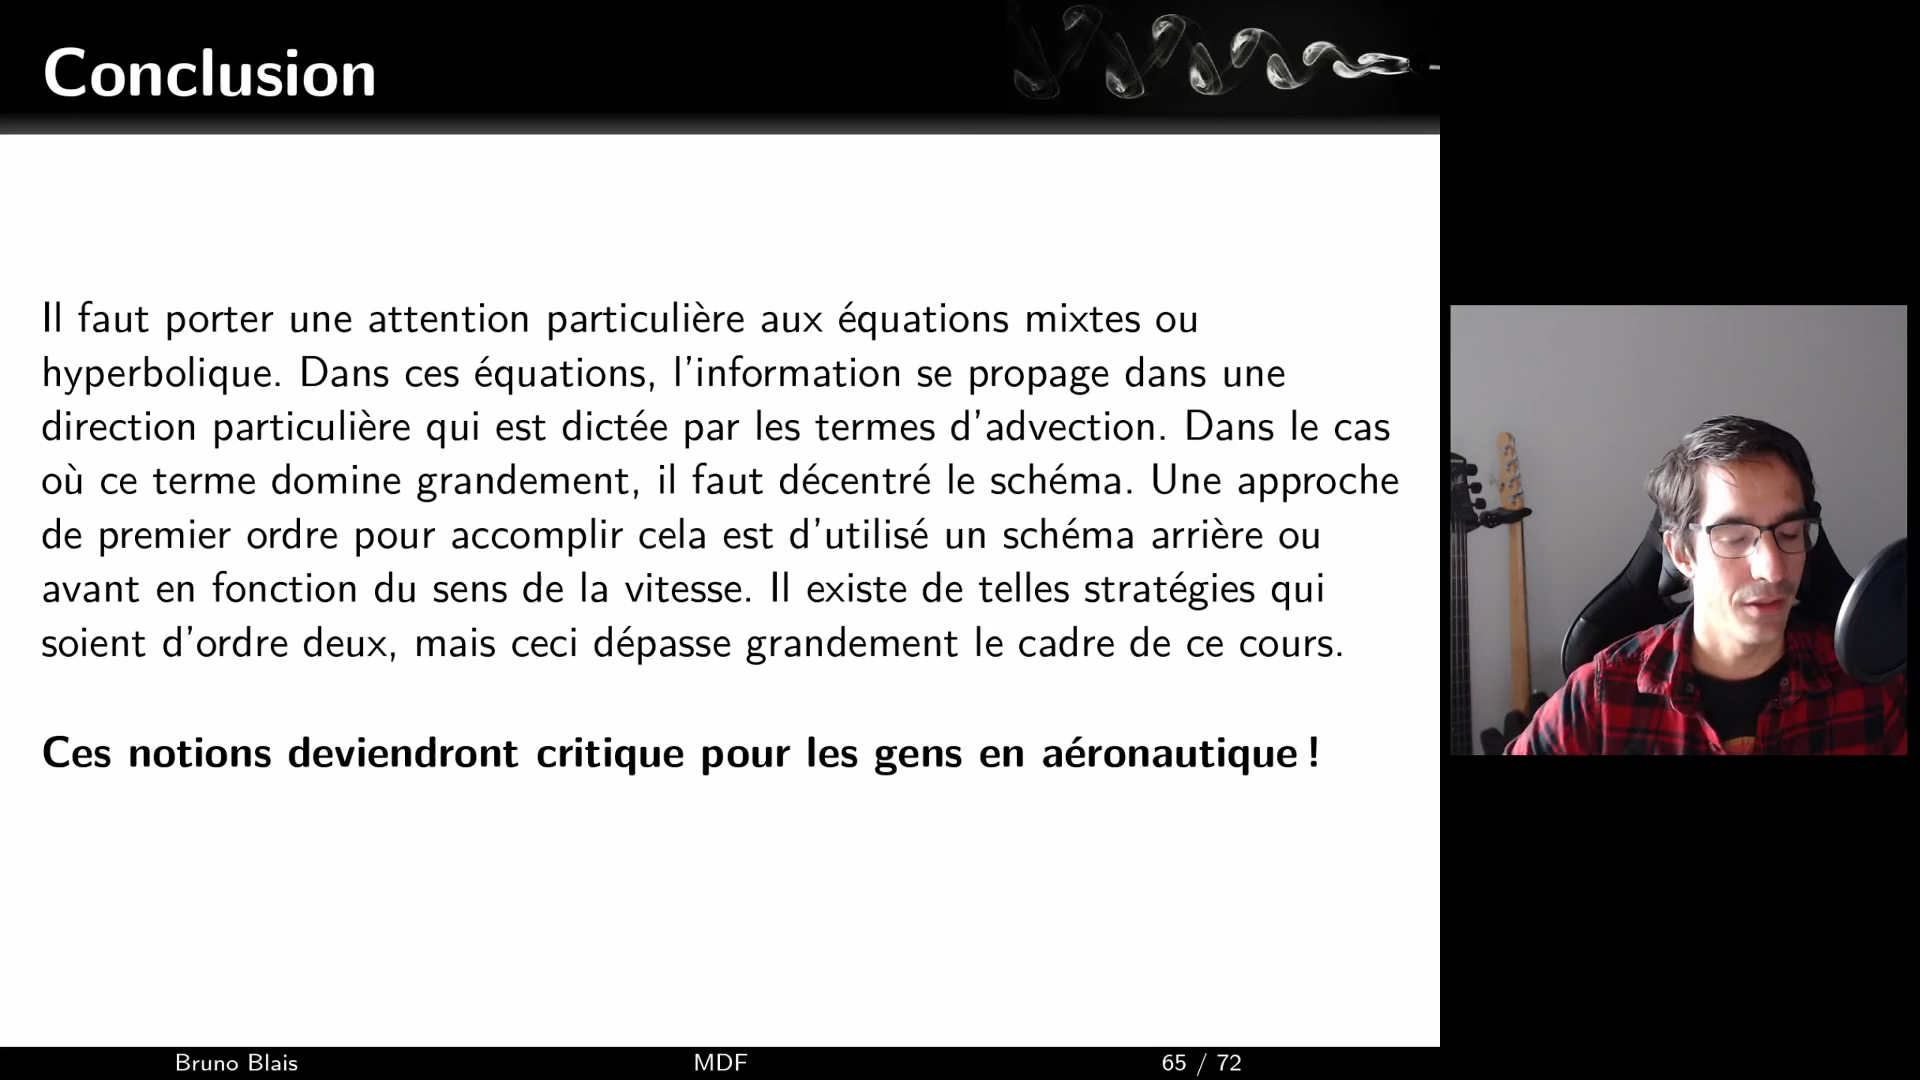 Conclusion
Il faut porter une attention particulière aux équations mixtes ou
hyperbolique. Dans ces équations, l'information se propage dans une
direction particulière qui est dictée par les termes d'advection. Dans le cas
où ce terme domine grandement, il faut décentré le schéma. Une approche
de premier ordre pour accomplir cela est d'utilisé un schéma arrière ou
avant en fonction du sens de la vitesse. Il existe de telles stratégies qui
soient d'ordre deux, mais ceci dépasse grandement le cadre de ce cours.
Ces notions deviendront critique pour les gens en aéronautique !
Bruno Blais MDF 65 / 72